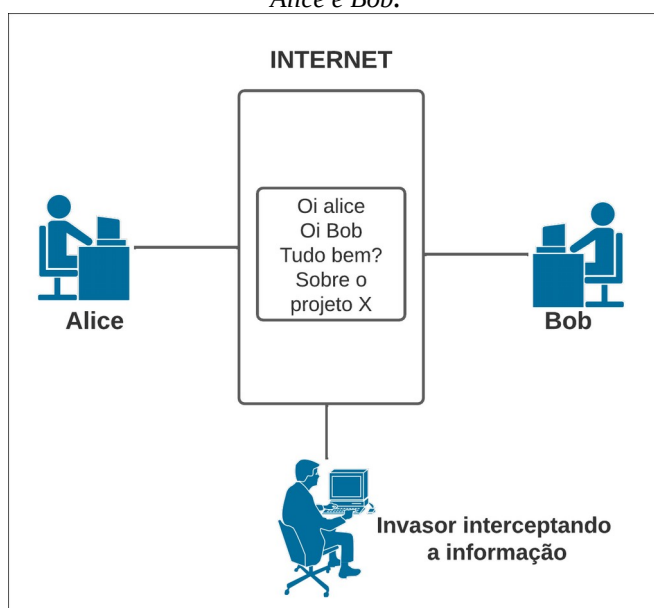 Alice e Bob.
INTERNET
Oi alice
Oi Bob
Tudo bem?
Sobre o
projeto X
Alice
Bob
Invasor interceptando
a informação